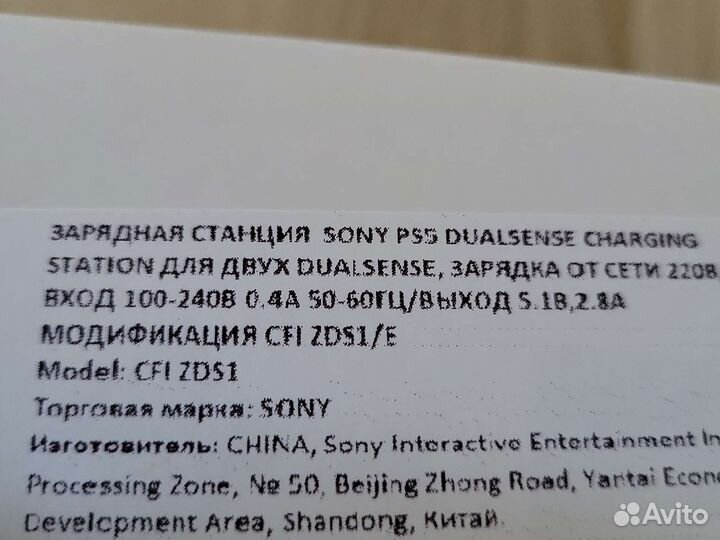 ЗАРЯДНАЯ СТАНЦИЯ SONY PS5 DUALSENSE CHARGING
STATION ДЛЯ ДВУХ DUALSENSE, ЗАРЯДКА ОТ СЕТИ 220В,
ВХОД 100-240В 0.4А 50-60ГЦ/ВЫХОД 5.1В,2.8А
МОДИФИКАЦИЯ CFI ZDS1/E
Model: CFI ZDS1
Торговая марка: SONY
Изготовитель: CHINA, Sony Interactive Entertainment In
Processing Zone, № 50, Beijing Zhong Road, Yantai Econo
Development Area, Shandong, Китай
Avito